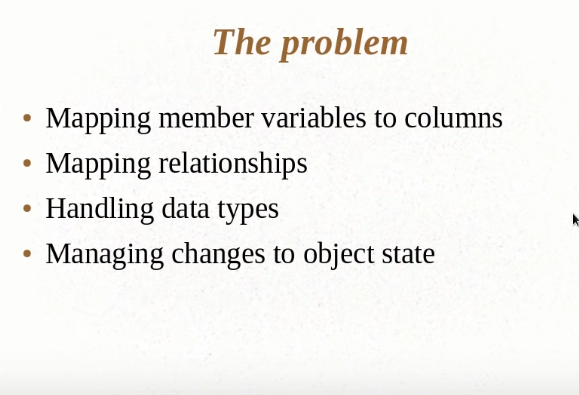 The problem
• Mapping member variables to columns
• Mapping relationships
• Handling data types
• Managing changes to object state